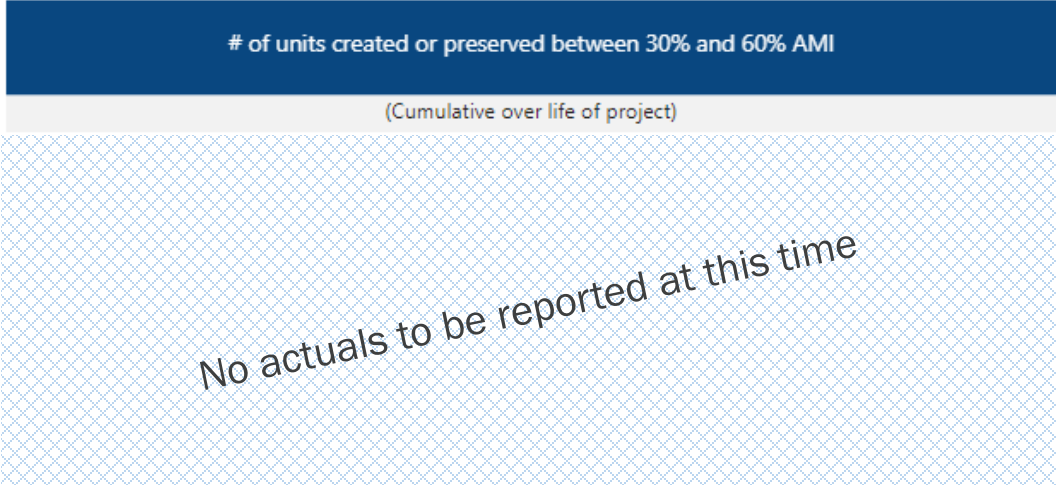 # of units created or preserved between 30% and 60% AMI
(Cumulative over life of project)
No actuals to be reported at this time